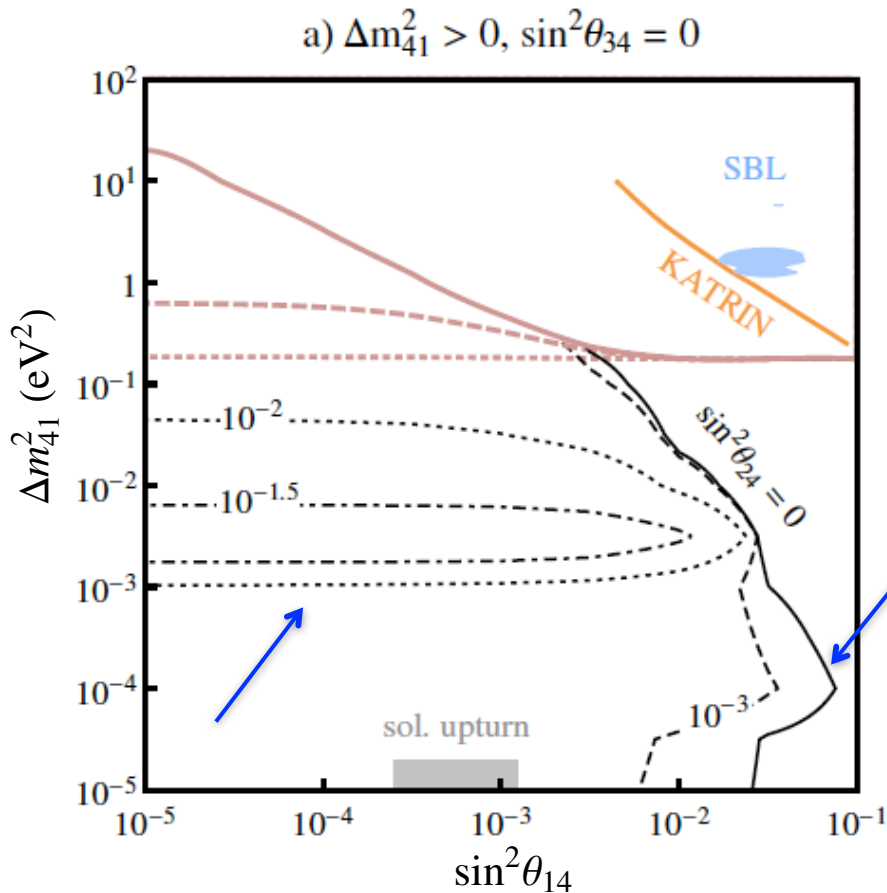 a) Δm²₄₁ > 0, sin²θ₃₄ = 0
10²
10¹
1
10⁻¹
10⁻²
10⁻³
10⁻⁴
10⁻⁵
Δm²₄₁ (eV²)
SBL
KATRIN
sin²θ₂₄ = 0
10⁻²
10⁻¹·⁵
10⁻³
sol. upturn
10⁻⁵ 10⁻⁴ 10⁻³ 10⁻² 10⁻¹
sin²θ₁₄